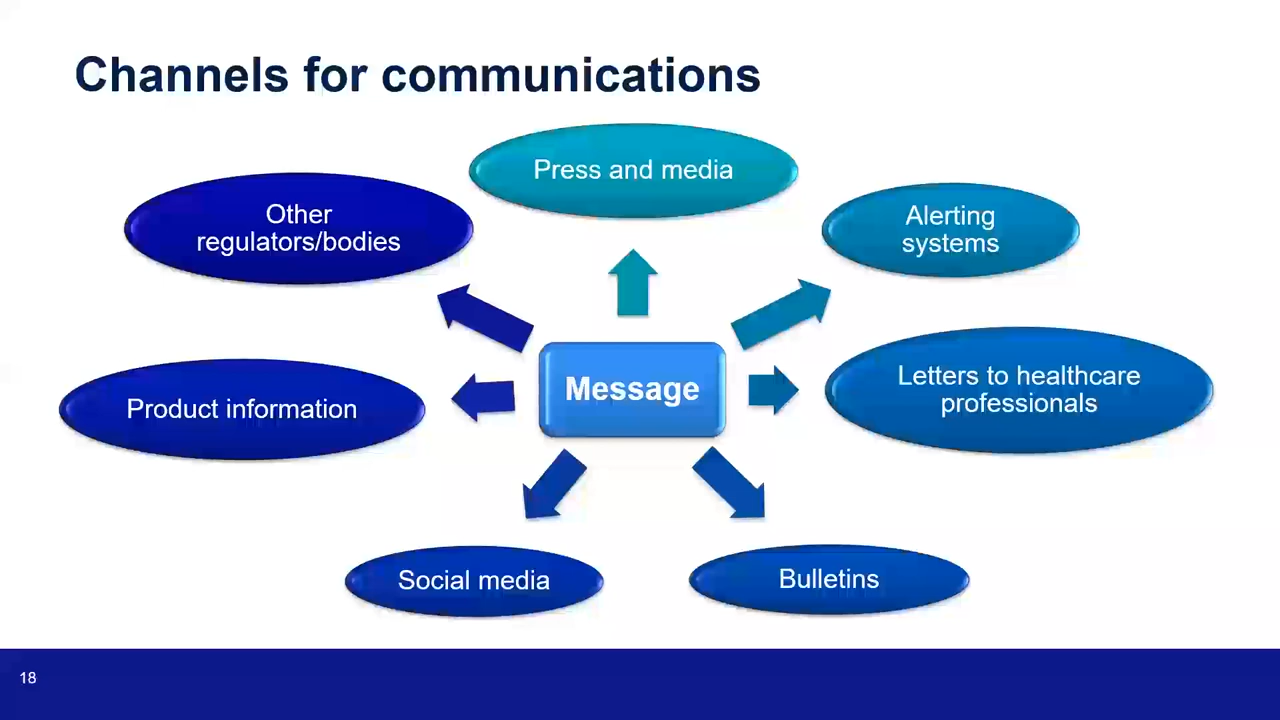 Channels for communications
Press and media
Other
regulators/bodies
Alerting
systems
Product information
Message
Letters to healthcare
professionals
Social media
Bulletins
18